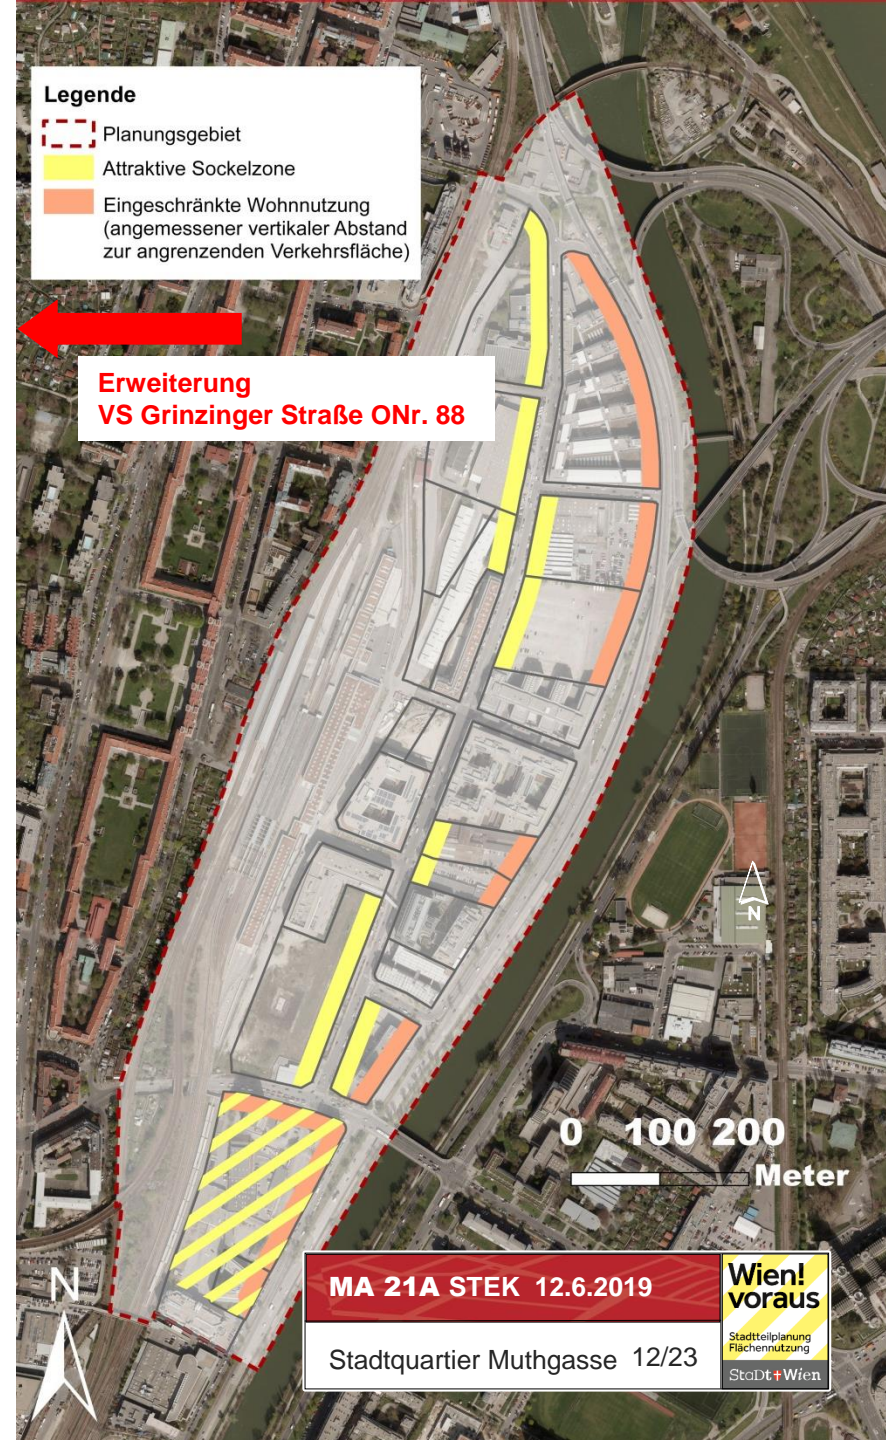 Legende
Planungsgebiet
Attraktive Sockelzone
Eingeschränkte Wohnnutzung
(angemessener vertikaler Abstand
zur angrenzenden Verkehrsfläche)
Erweiterung
VS Grinzinger Straße ONr. 88
N
0 100 200
Meter
N
MA 21A STEK 12.6.2019
Stadtquartier Muthgasse 12/23
Wien!
voraus
Stadtteilplanung
Flächennutzung
StaDt Wien